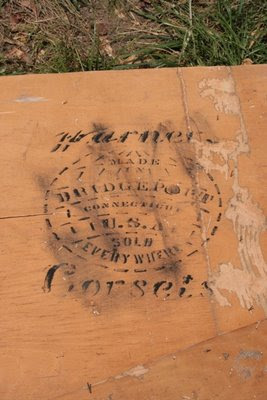 Warner
MADE
IN
BRIDGEPORT
CONNECTICUT
U.S.A
SOLD
EVERYWHERE
Corsets